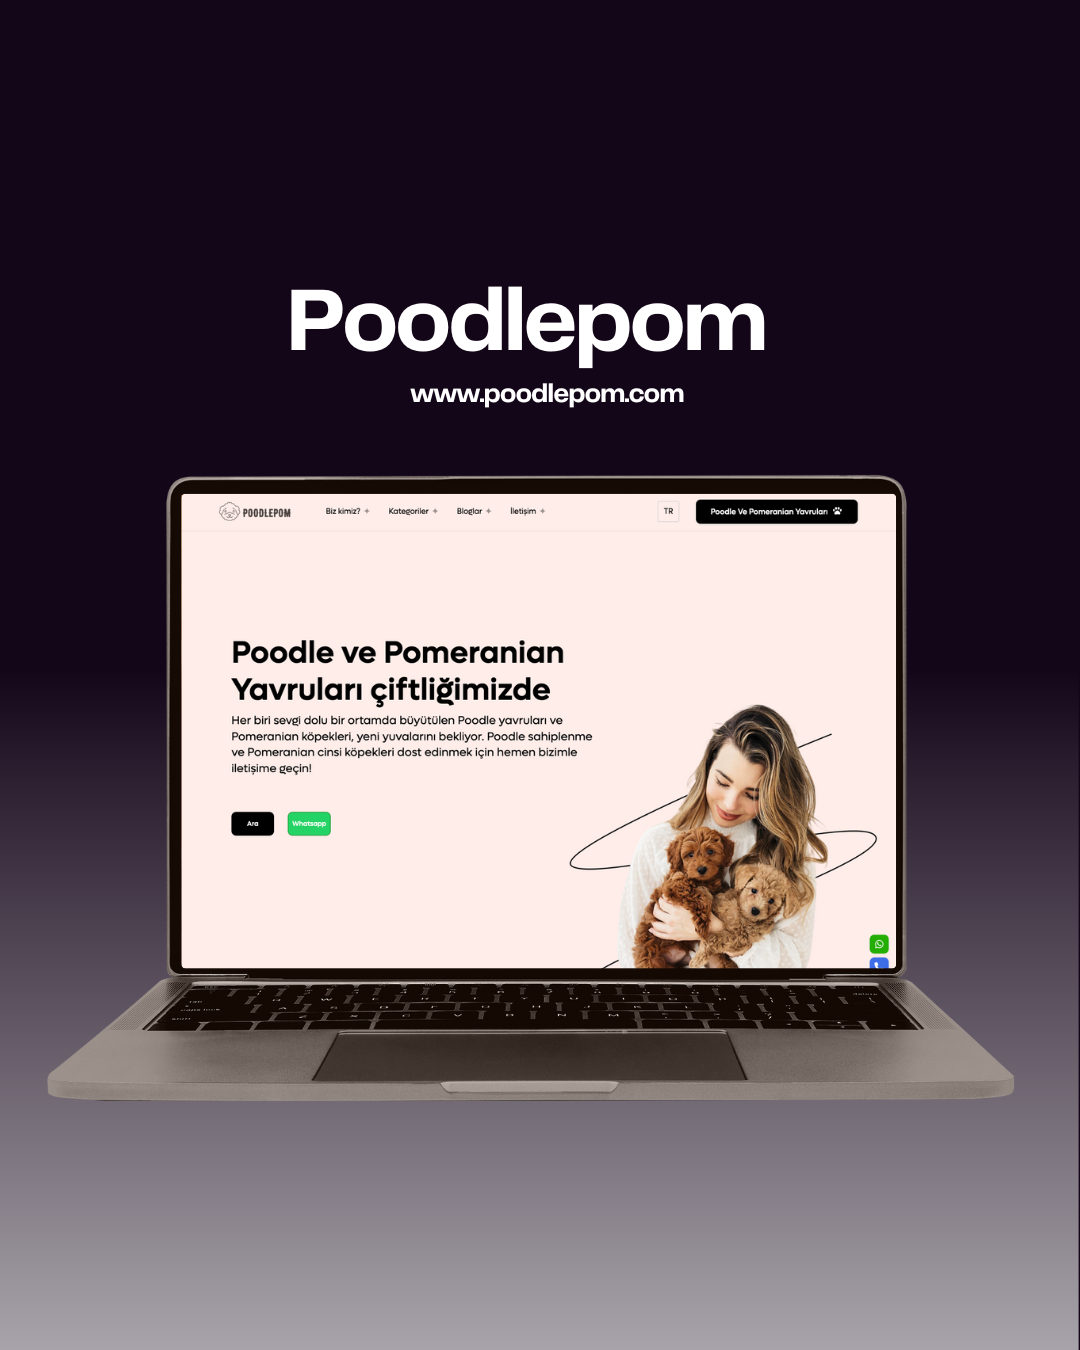 Poodlepom
www.poodlepom.com
POODLEPOM
Biz kimiz? +
Kategoriler +
Bloglar +
İletişim +
TR
Poodle Ve Pomeranian Yavruları
Poodle ve Pomeranian
Yavruları çiftliğimizde
Her biri sevgi dolu bir ortamda büyütülen Poodle yavruları ve
Pomeranian köpekleri, yeni yuvalarını bekliyor. Poodle sahiplenme
ve Pomeranian cinsi köpekleri dost edinmek için hemen bizimle
iletişime geçin!
Ara
Whatsapp